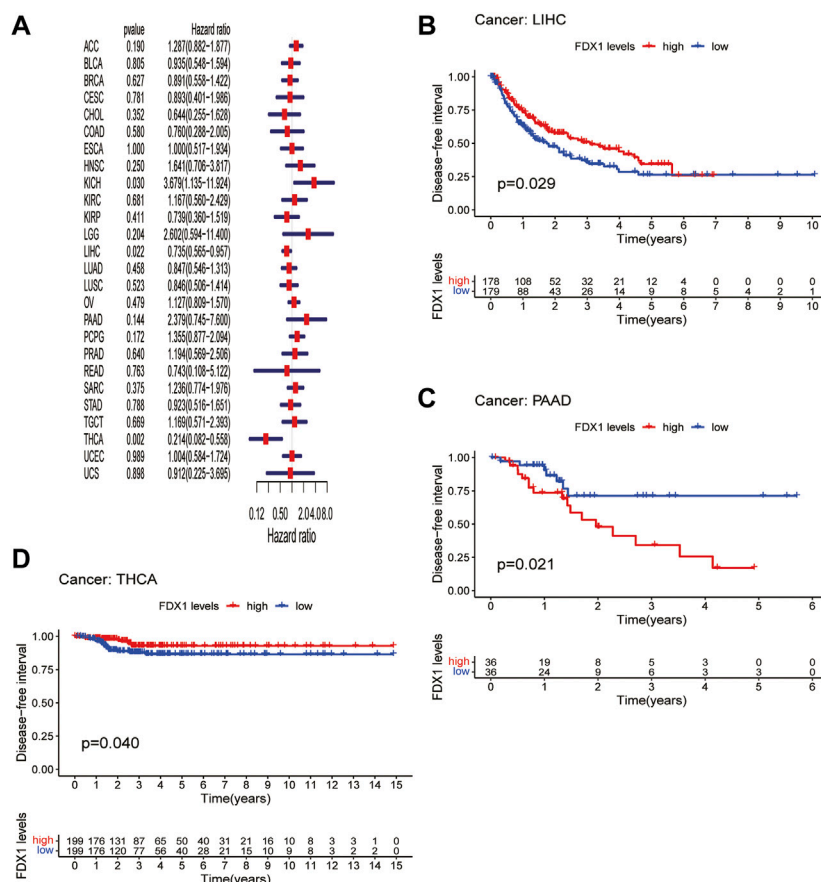 A
pvalue Hazard ratio
ACC 0.190 1.287(0.882−1.877)
BLCA 0.805 0.935(0.548−1.594)
BRCA 0.627 0.891(0.558−1.422)
CESC 0.781 0.893(0.401−1.986)
CHOL 0.352 0.644(0.255−1.628)
COAD 0.580 0.760(0.288−2.005)
ESCA 1.000 1.000(0.517−1.934)
HNSC 0.250 1.641(0.706−3.817)
KICH 0.030 3.679(1.135−11.924)
KIRC 0.681 1.167(0.560−2.429)
KIRP 0.411 0.739(0.360−1.519)
LGG 0.204 2.602(0.594−11.400)
LIHC 0.022 0.735(0.565−0.957)
LUAD 0.458 0.847(0.546−1.313)
LUSC 0.523 0.846(0.506−1.414)
OV 0.479 1.127(0.809−1.570)
PAAD 0.144 2.379(0.745−7.600)
PCPG 0.172 1.355(0.877−2.094)
PRAD 0.640 1.194(0.569−2.506)
READ 0.763 0.743(0.108−5.122)
SARC 0.375 1.236(0.774−1.976)
STAD 0.788 0.923(0.516−1.651)
TGCT 0.669 1.169(0.571−2.393)
THCA 0.002 0.214(0.082−0.558)
UCEC 0.989 1.004(0.584−1.724)
UCS 0.898 0.912(0.225−3.695)
0.12 0.50 2.04.08.0
Hazard ratio
B
Cancer: LIHC
FDX1 levels high low
Disease−free interval
1.00
0.75
0.50
0.25
0.00
p=0.029
0 1 2 3 4 5 6 7 8 9 10
Time(years)
FDX1 levels
high 178 108 52 32 21 12 4 0 0 0 0
low 179 88 43 26 14 9 8 5 4 2 1
0 1 2 3 4 5 6 7 8 9 10
Time(years)
C
Cancer: PAAD
FDX1 levels high low
Disease−free interval
1.00
0.75
0.50
0.25
0.00
p=0.021
0 1 2 3 4 5 6
Time(years)
FDX1 levels
high 36 19 8 5 3 0 0
low 36 24 9 6 3 3 0
0 1 2 3 4 5 6
Time(years)
D
Cancer: THCA
FDX1 levels high low
Disease−free interval
1.00
0.75
0.50
0.25
0.00
p=0.040
0 1 2 3 4 5 6 7 8 9 10 11 12 13 14 15
Time(years)
FDX1 levels
high 199 176 131 87 65 50 40 31 21 16 10 8 3 3 1 0
low 199 176 120 77 56 40 28 21 15 10 9 8 3 2 2 0
0 1 2 3 4 5 6 7 8 9 10 11 12 13 14 15
Time(years)